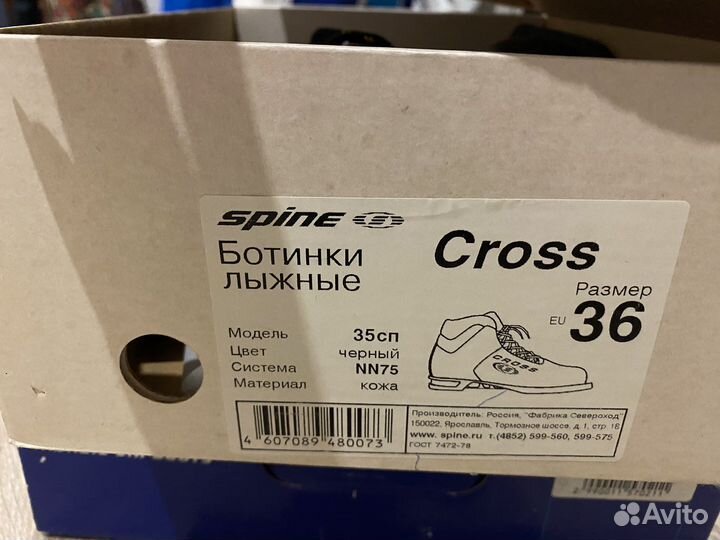 spine S
Ботинки лыжные
Cross
Размер
EU 36
Модель 35сп
Цвет черный
Система NN75
Материал кожа
CROSS
4 607089 480073
Производитель: Россия, "Фабрика Североход"
150022, Ярославль, Тормозное шоссе, д.1, стр 16
www.spine.ru т.(4852) 599-560, 599-575
ГОСТ 7472-78
Avito